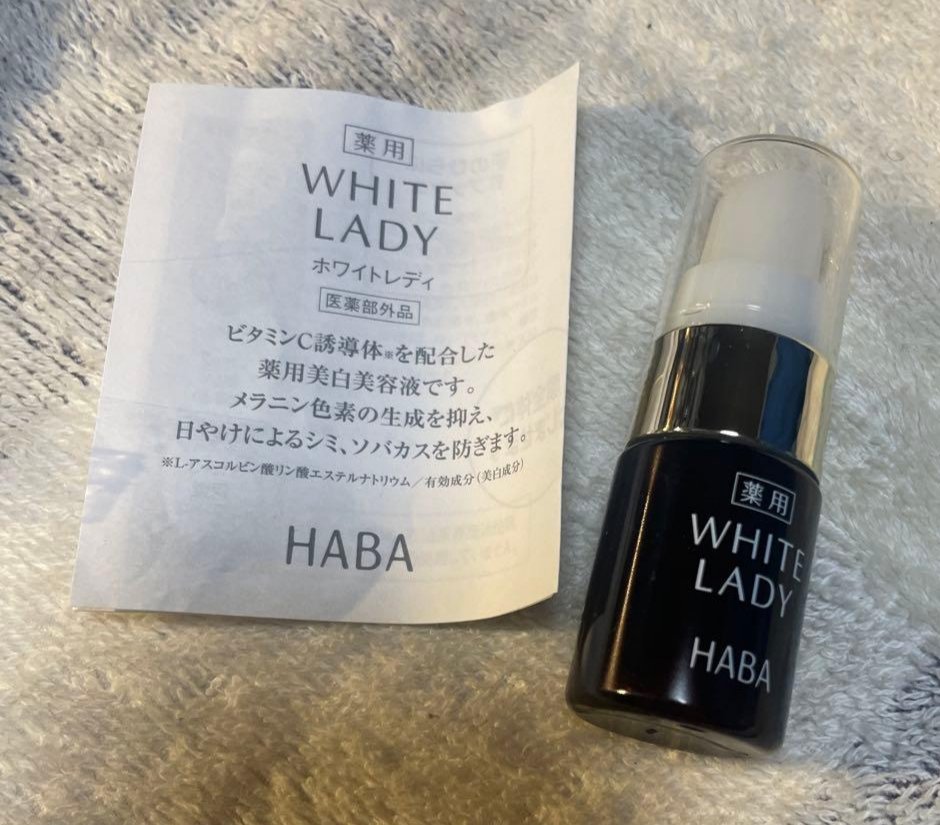 薬用
WHITE
LADY
ホワイトレディ
医薬部外品
ビタミンC誘導体※を配合した
薬用美白美容液です。
メラニン色素の生成を抑え、
日やけによるシミ、ソバカスを防ぎます。
※L-アスコルビン酸リン酸エステルナトリウム／有効成分（美白成分）
HABA
薬用
WHITE
LADY
HABA